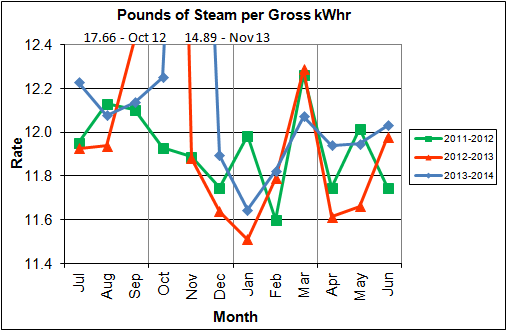 Pounds of Steam per Gross kWhr
17.66 - Oct 12 14.89 - Nov 13
12.4
12.2
12.0
11.8
11.6
11.4
Rate
Jul Aug Sep Oct Nov Dec Jan Feb Mar Apr May Jun
Month
2011-2012
2012-2013
2013-2014